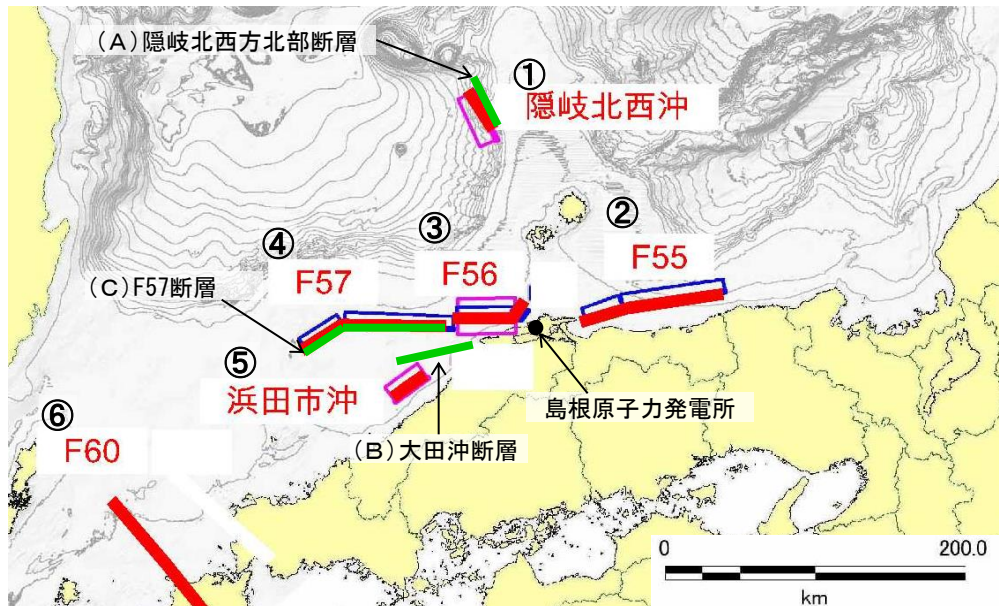 (A)隠岐北西方北部断層
①
隠岐北西沖
②
F55
③
F56
④
F57
(C)F57断層
⑤
浜田市沖
島根原子力発電所
(B)大田沖断層
⑥
F60
0 200.0
km